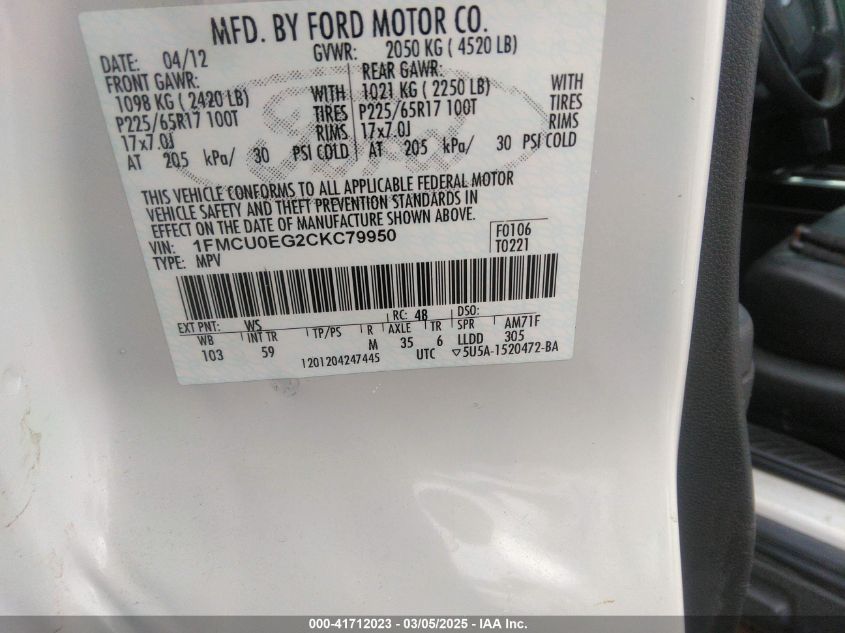 MFD. BY FORD MOTOR CO.
DATE: 04/12 GVWR: 2050 KG ( 4520 LB)
FRONT GAWR: REAR GAWR:
1098 KG ( 2420 LB) WITH 1021 KG ( 2250 LB) WITH
P225/65R17 100T TIRES P225/65R17 100T TIRES
17x7.0J RIMS 17x7.0J RIMS
AT 205 kPa/ 30 PSI COLD AT 205 kPa/ 30 PSI COLD
THIS VEHICLE CONFORMS TO ALL APPLICABLE FEDERAL MOTOR
VEHICLE SAFETY AND THEFT PREVENTION STANDARDS IN
EFFECT ON THE DATE OF MANUFACTURE SHOWN ABOVE.
VIN: 1FMCU0EG2CKC79950 F0106
TYPE: MPV T0221
EXT PNT: WS RC: 48 DSO:
WB INT TR TP/PS R AXLE TR SPR AM71F
103 59 M 35 6 LLDD 305
1201204247445 UTC ▽5U5A-1520472-BA
000-41712023 - 03/05/2025 - IAA Inc.